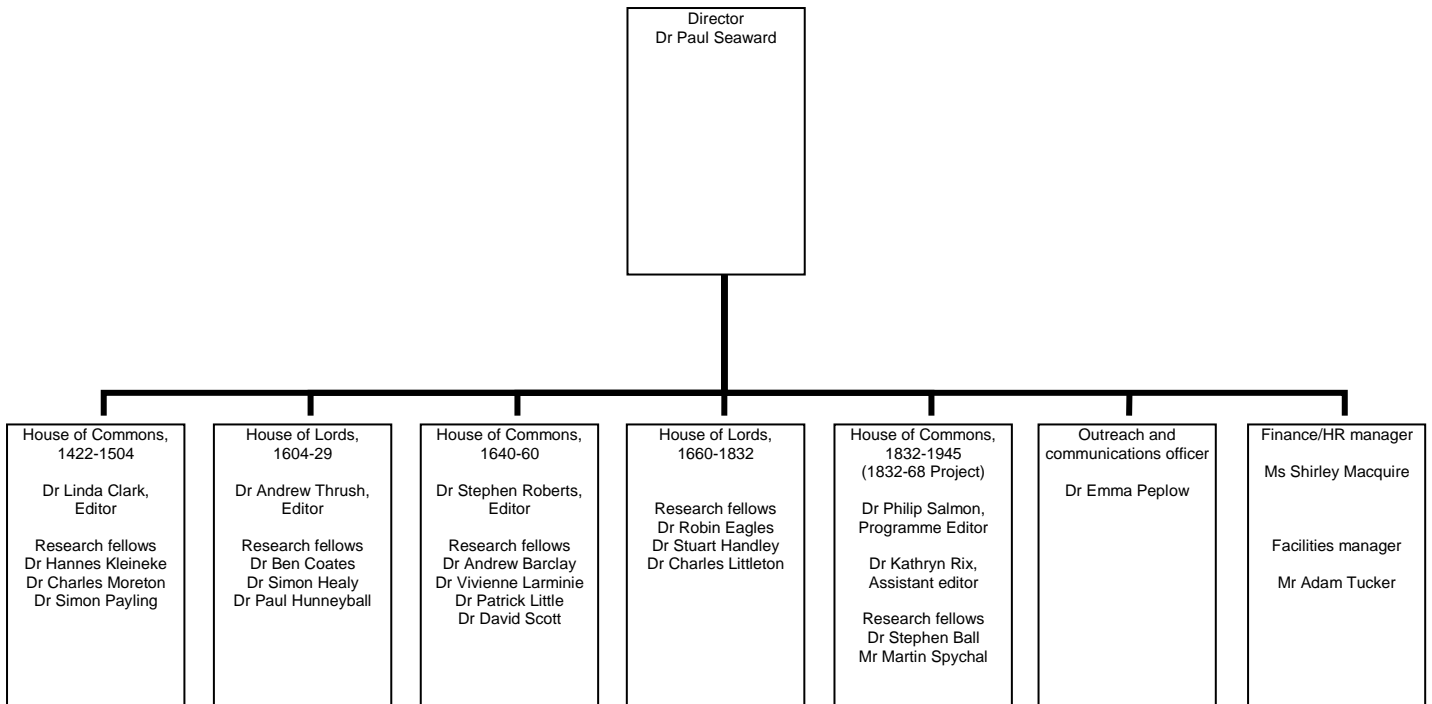 Director
Dr Paul Seaward
House of Commons,
1422-1504
Dr Linda Clark,
Editor
Research fellows
Dr Hannes Kleineke
Dr Charles Moreton
Dr Simon Payling
House of Lords,
1604-29
Dr Andrew Thrush,
Editor
Research fellows
Dr Ben Coates
Dr Simon Healy
Dr Paul Hunneyball
House of Commons,
1640-60
Dr Stephen Roberts,
Editor
Research fellows
Dr Andrew Barclay
Dr Vivienne Larminie
Dr Patrick Little
Dr David Scott
House of Lords,
1660-1832
Research fellows
Dr Robin Eagles
Dr Stuart Handley
Dr Charles Littleton
House of Commons,
1832-1945
(1832-68 Project)
Dr Philip Salmon,
Programme Editor
Dr Kathryn Rix,
Assistant editor
Research fellows
Dr Stephen Ball
Mr Martin Spychal
Outreach and
communications officer
Dr Emma Peplow
Finance/HR manager
Ms Shirley Macquire
Facilities manager
Mr Adam Tucker